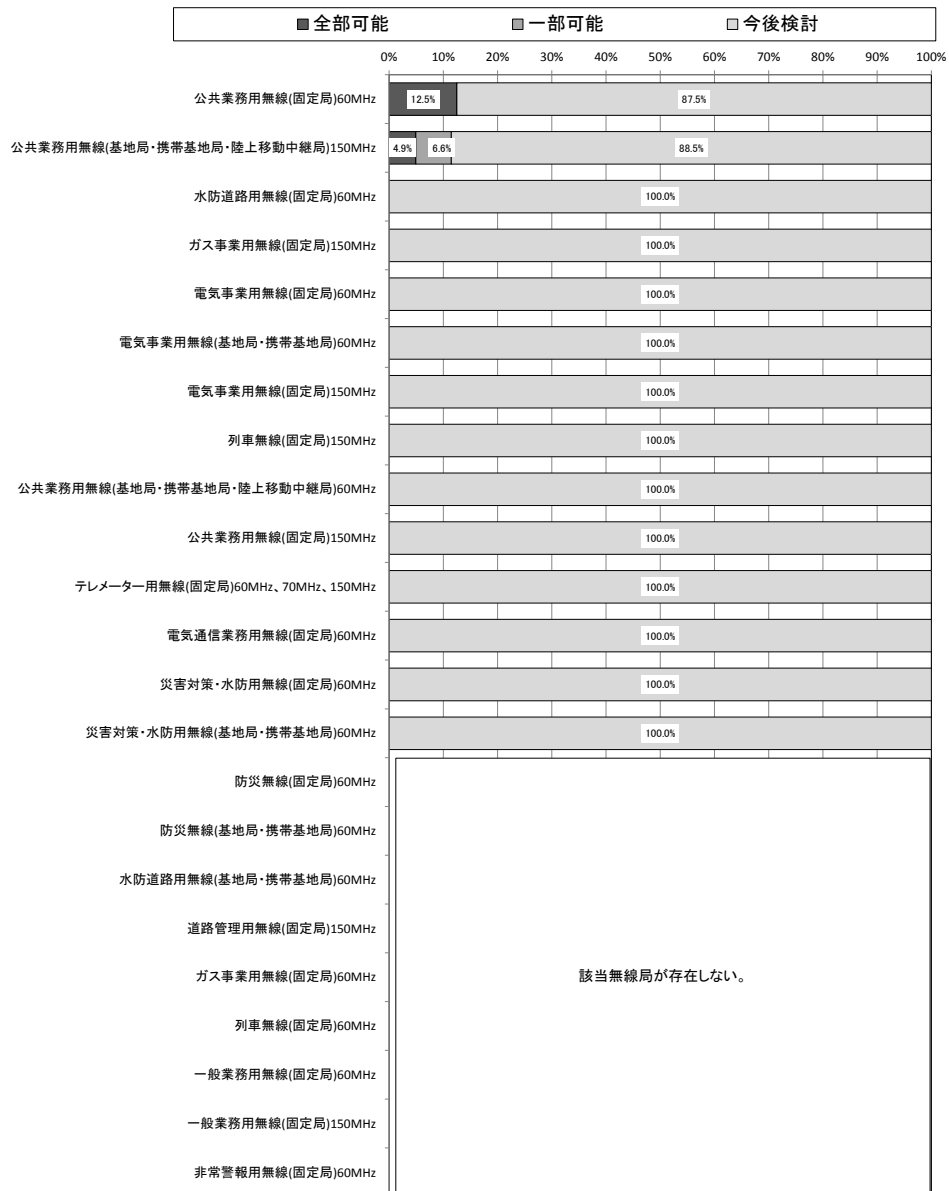 ■全部可能 ■一部可能 □今後検討
0% 10% 20% 30% 40% 50% 60% 70% 80% 90% 100%
公共業務用無線(固定局)60MHz 12.5% 87.5%
公共業務用無線(基地局・携帯基地局・陸上移動中継局)150MHz 4.9% 6.6% 88.5%
水防道路用無線(固定局)60MHz 100.0%
ガス事業用無線(固定局)150MHz 100.0%
電気事業用無線(固定局)60MHz 100.0%
電気事業用無線(基地局・携帯基地局)60MHz 100.0%
電気事業用無線(固定局)150MHz 100.0%
列車無線(固定局)150MHz 100.0%
公共業務用無線(基地局・携帯基地局・陸上移動中継局)60MHz 100.0%
公共業務用無線(固定局)150MHz 100.0%
テレメーター用無線(固定局)60MHz、70MHz、150MHz 100.0%
電気通信業務用無線(固定局)60MHz 100.0%
災害対策・水防用無線(固定局)60MHz 100.0%
災害対策・水防用無線(基地局・携帯基地局)60MHz 100.0%
防災無線(固定局)60MHz
防災無線(基地局・携帯基地局)60MHz
水防道路用無線(基地局・携帯基地局)60MHz
道路管理用無線(固定局)150MHz
ガス事業用無線(固定局)60MHz
該当無線局が存在しない。
列車無線(固定局)60MHz
一般業務用無線(固定局)60MHz
一般業務用無線(固定局)150MHz
非常警報用無線(固定局)60MHz